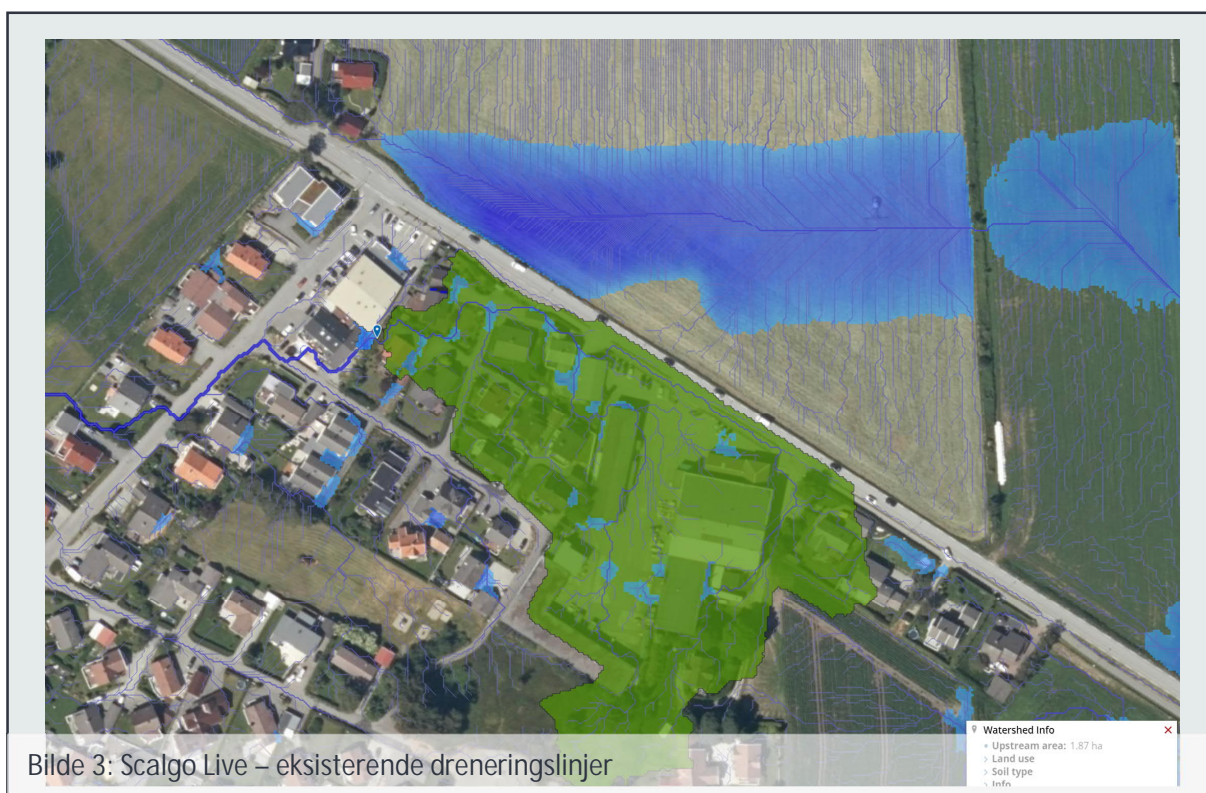 Watershed Info
Upstream area: 1.87 ha
Land use
Soil type
Info
Bilde 3: Scalgo Live – eksisterende dreneringslinjer